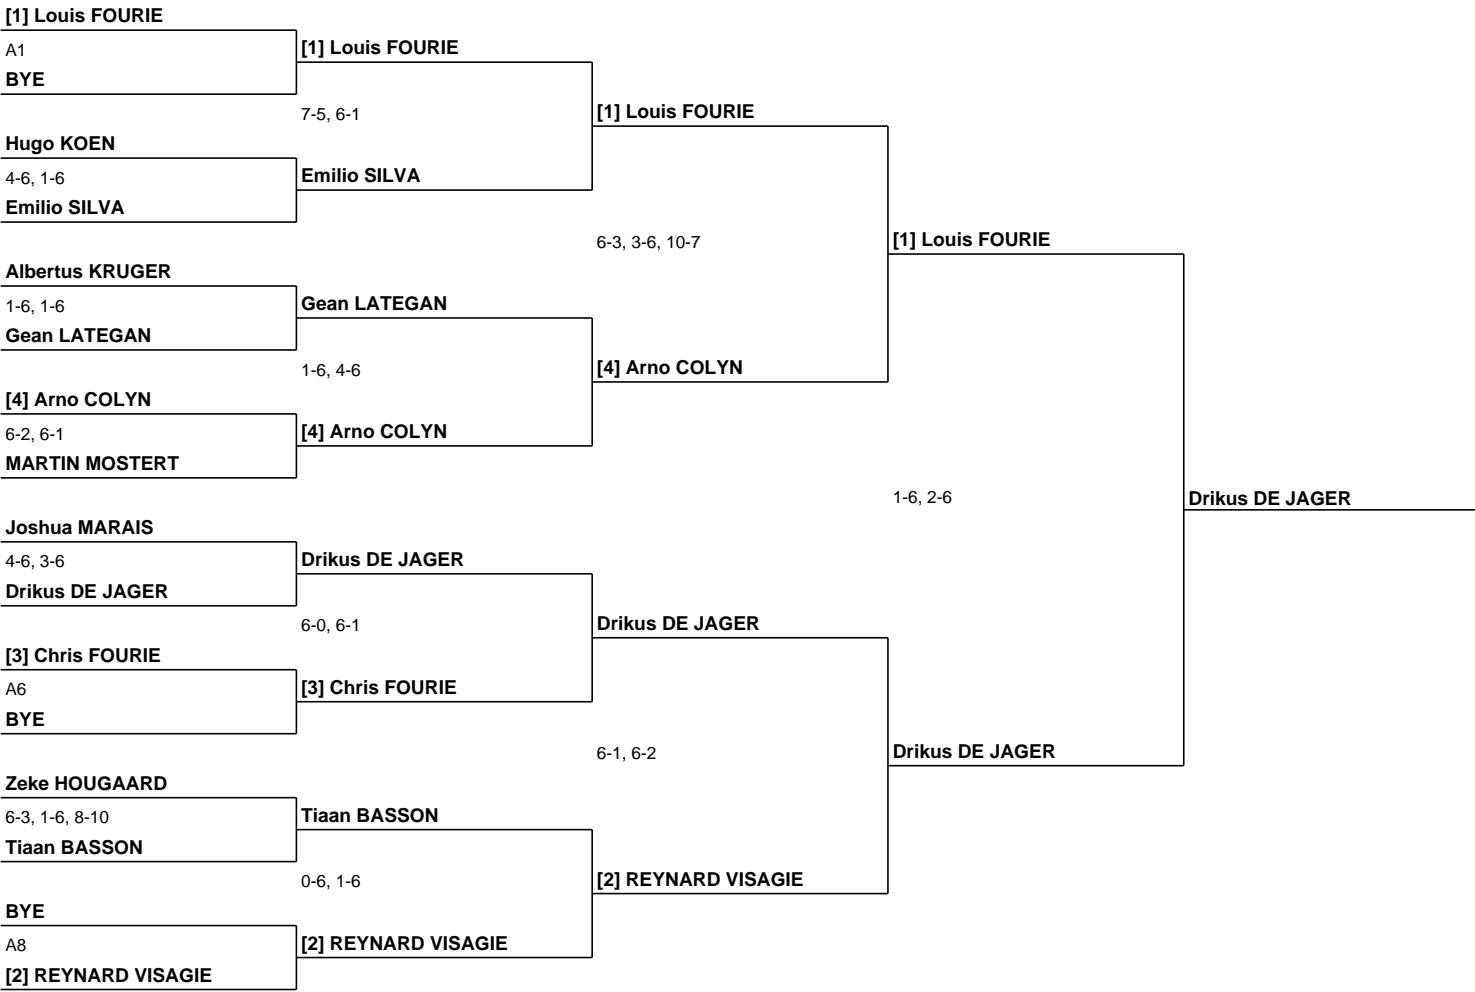 [1] Louis FOURIE
A1
BYE
Hugo KOEN
4-6, 1-6
Emilio SILVA
Albertus KRUGER
1-6, 1-6
Gean LATEGAN
[4] Arno COLYN
6-2, 6-1
MARTIN MOSTERT
Joshua MARAIS
4-6, 3-6
Drikus DE JAGER
[3] Chris FOURIE
A6
BYE
Zeke HOUGAARD
6-3, 1-6, 8-10
Tiaan BASSON
BYE
A8
[2] REYNARD VISAGIE
[1] Louis FOURIE
7-5, 6-1
Emilio SILVA
Gean LATEGAN
1-6, 4-6
[4] Arno COLYN
Drikus DE JAGER
6-0, 6-1
[3] Chris FOURIE
Tiaan BASSON
0-6, 1-6
[2] REYNARD VISAGIE
[1] Louis FOURIE
6-3, 3-6, 10-7
[4] Arno COLYN
Drikus DE JAGER
6-1, 6-2
[2] REYNARD VISAGIE
[1] Louis FOURIE
1-6, 2-6
Drikus DE JAGER
Drikus DE JAGER